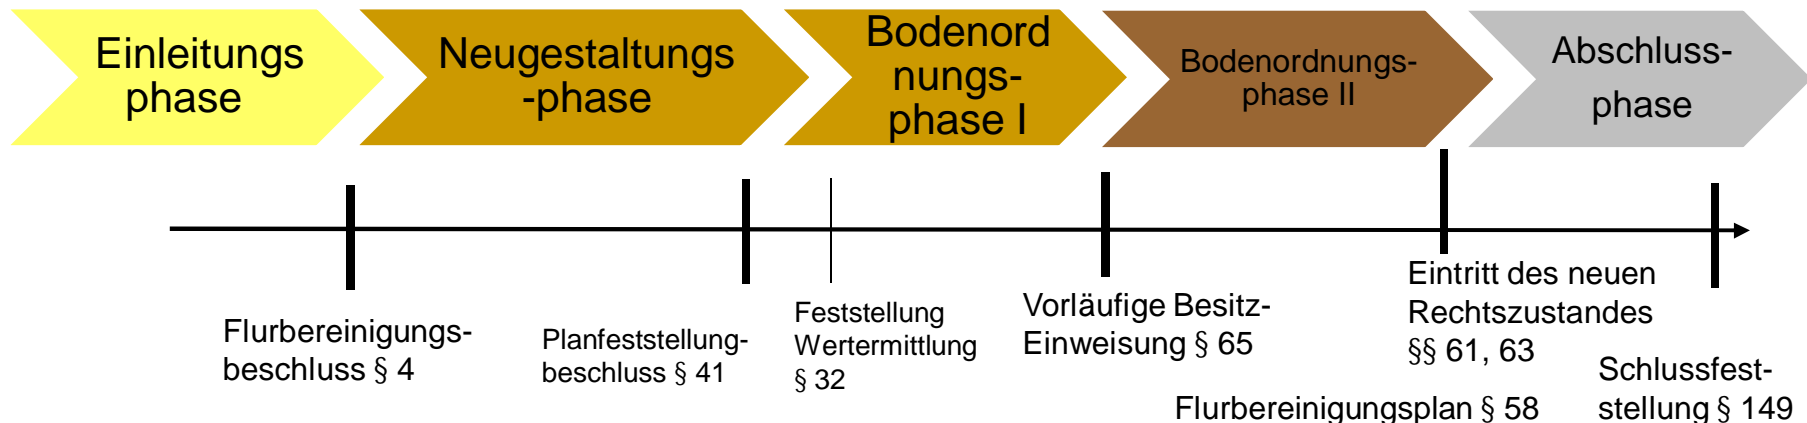 Einleitungs
phase
Neugestaltungs
-phase
Bodenord
nungs-
phase I
Bodenordnungs-
phase II
Abschluss-
phase
Flurbereinigungs-
beschluss § 4
Planfeststellung-
beschluss § 41
Feststellung
Wertermittlung
§ 32
Vorläufige Besitz-
Einweisung § 65
Flurbereinigungsplan § 58
Eintritt des neuen
Rechtszustandes
§§ 61, 63
Schlussfest-
stellung § 149